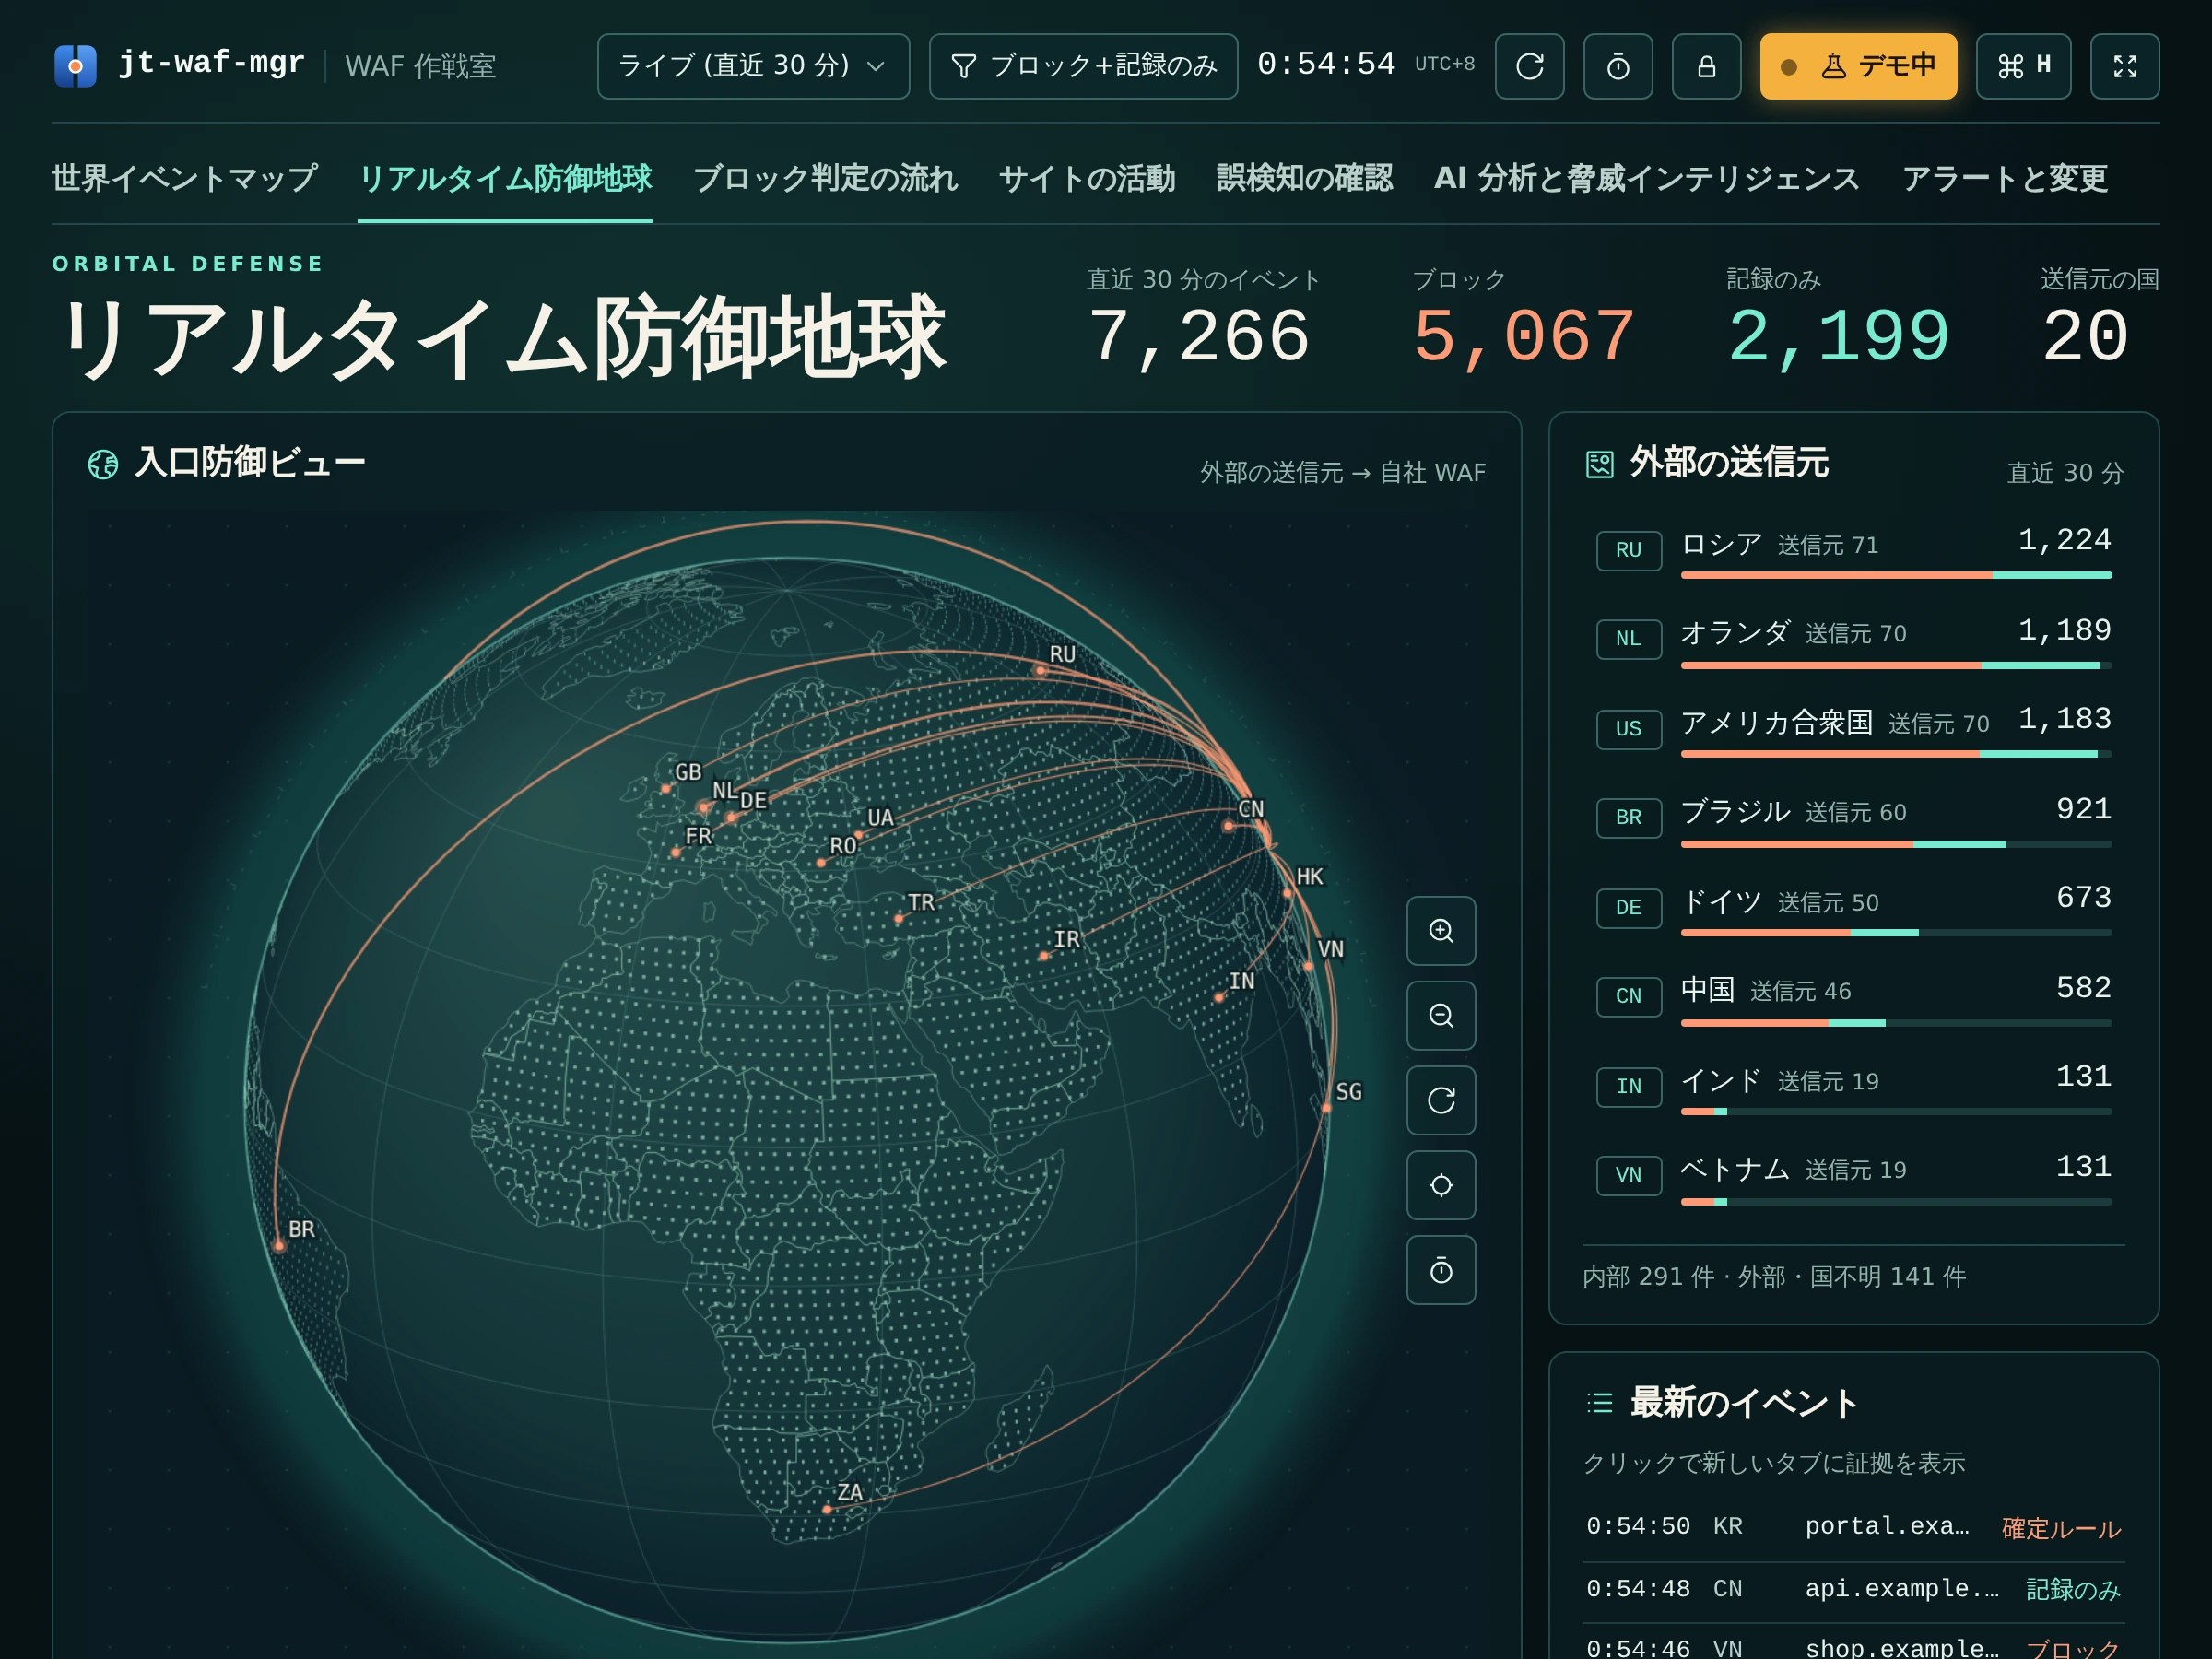 jt-waf-mgr WAF 作戦室 ライブ (直近 30 分) ブロック+記録のみ 0:54:54 UTC+8 デモ中 ⌘ H
世界イベントマップ リアルタイム防御地球 ブロック判定の流れ サイトの活動 誤検知の確認 AI 分析と脅威インテリジェンス アラートと変更
ORBITAL DEFENSE
リアルタイム防御地球
直近 30 分のイベント ブロック 記録のみ 送信元の国
7,266 5,067 2,199 20
入口防御ビュー 外部の送信元 → 自社 WAF
RU
GB
NL
DE
FR
UA
RO
TR
IR
CN
HK
VN
IN
SG
BR
ZA
外部の送信元 直近 30 分
RU ロシア 送信元 71 1,224
NL オランダ 送信元 70 1,189
US アメリカ合衆国 送信元 70 1,183
BR ブラジル 送信元 60 921
DE ドイツ 送信元 50 673
CN 中国 送信元 46 582
IN インド 送信元 19 131
VN ベトナム 送信元 19 131
内部 291 件 · 外部・国不明 141 件
最新のイベント
クリックで新しいタブに証拠を表示
0:54:50 KR portal.exa… 確定ルール
0:54:48 CN api.example.… 記録のみ
0:54:46 VN shop.example… ブロック